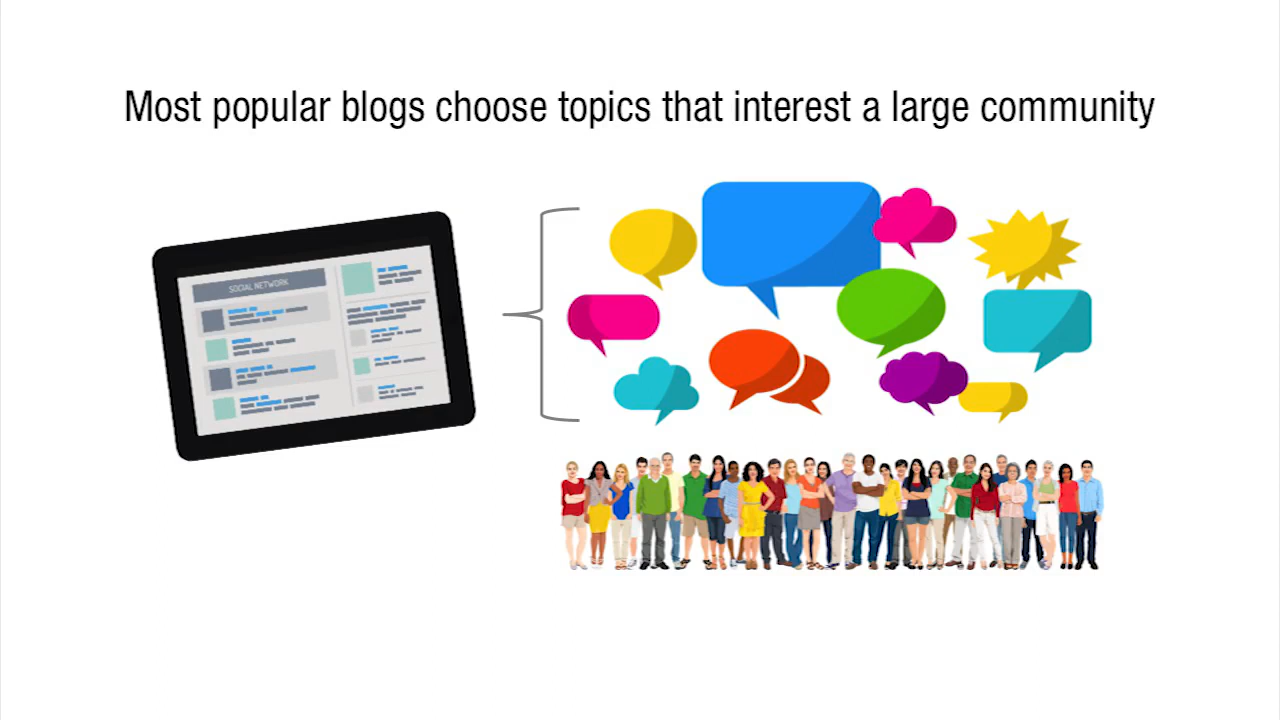 Most popular blogs choose topics that interest a large community
SOCIAL NETWORK